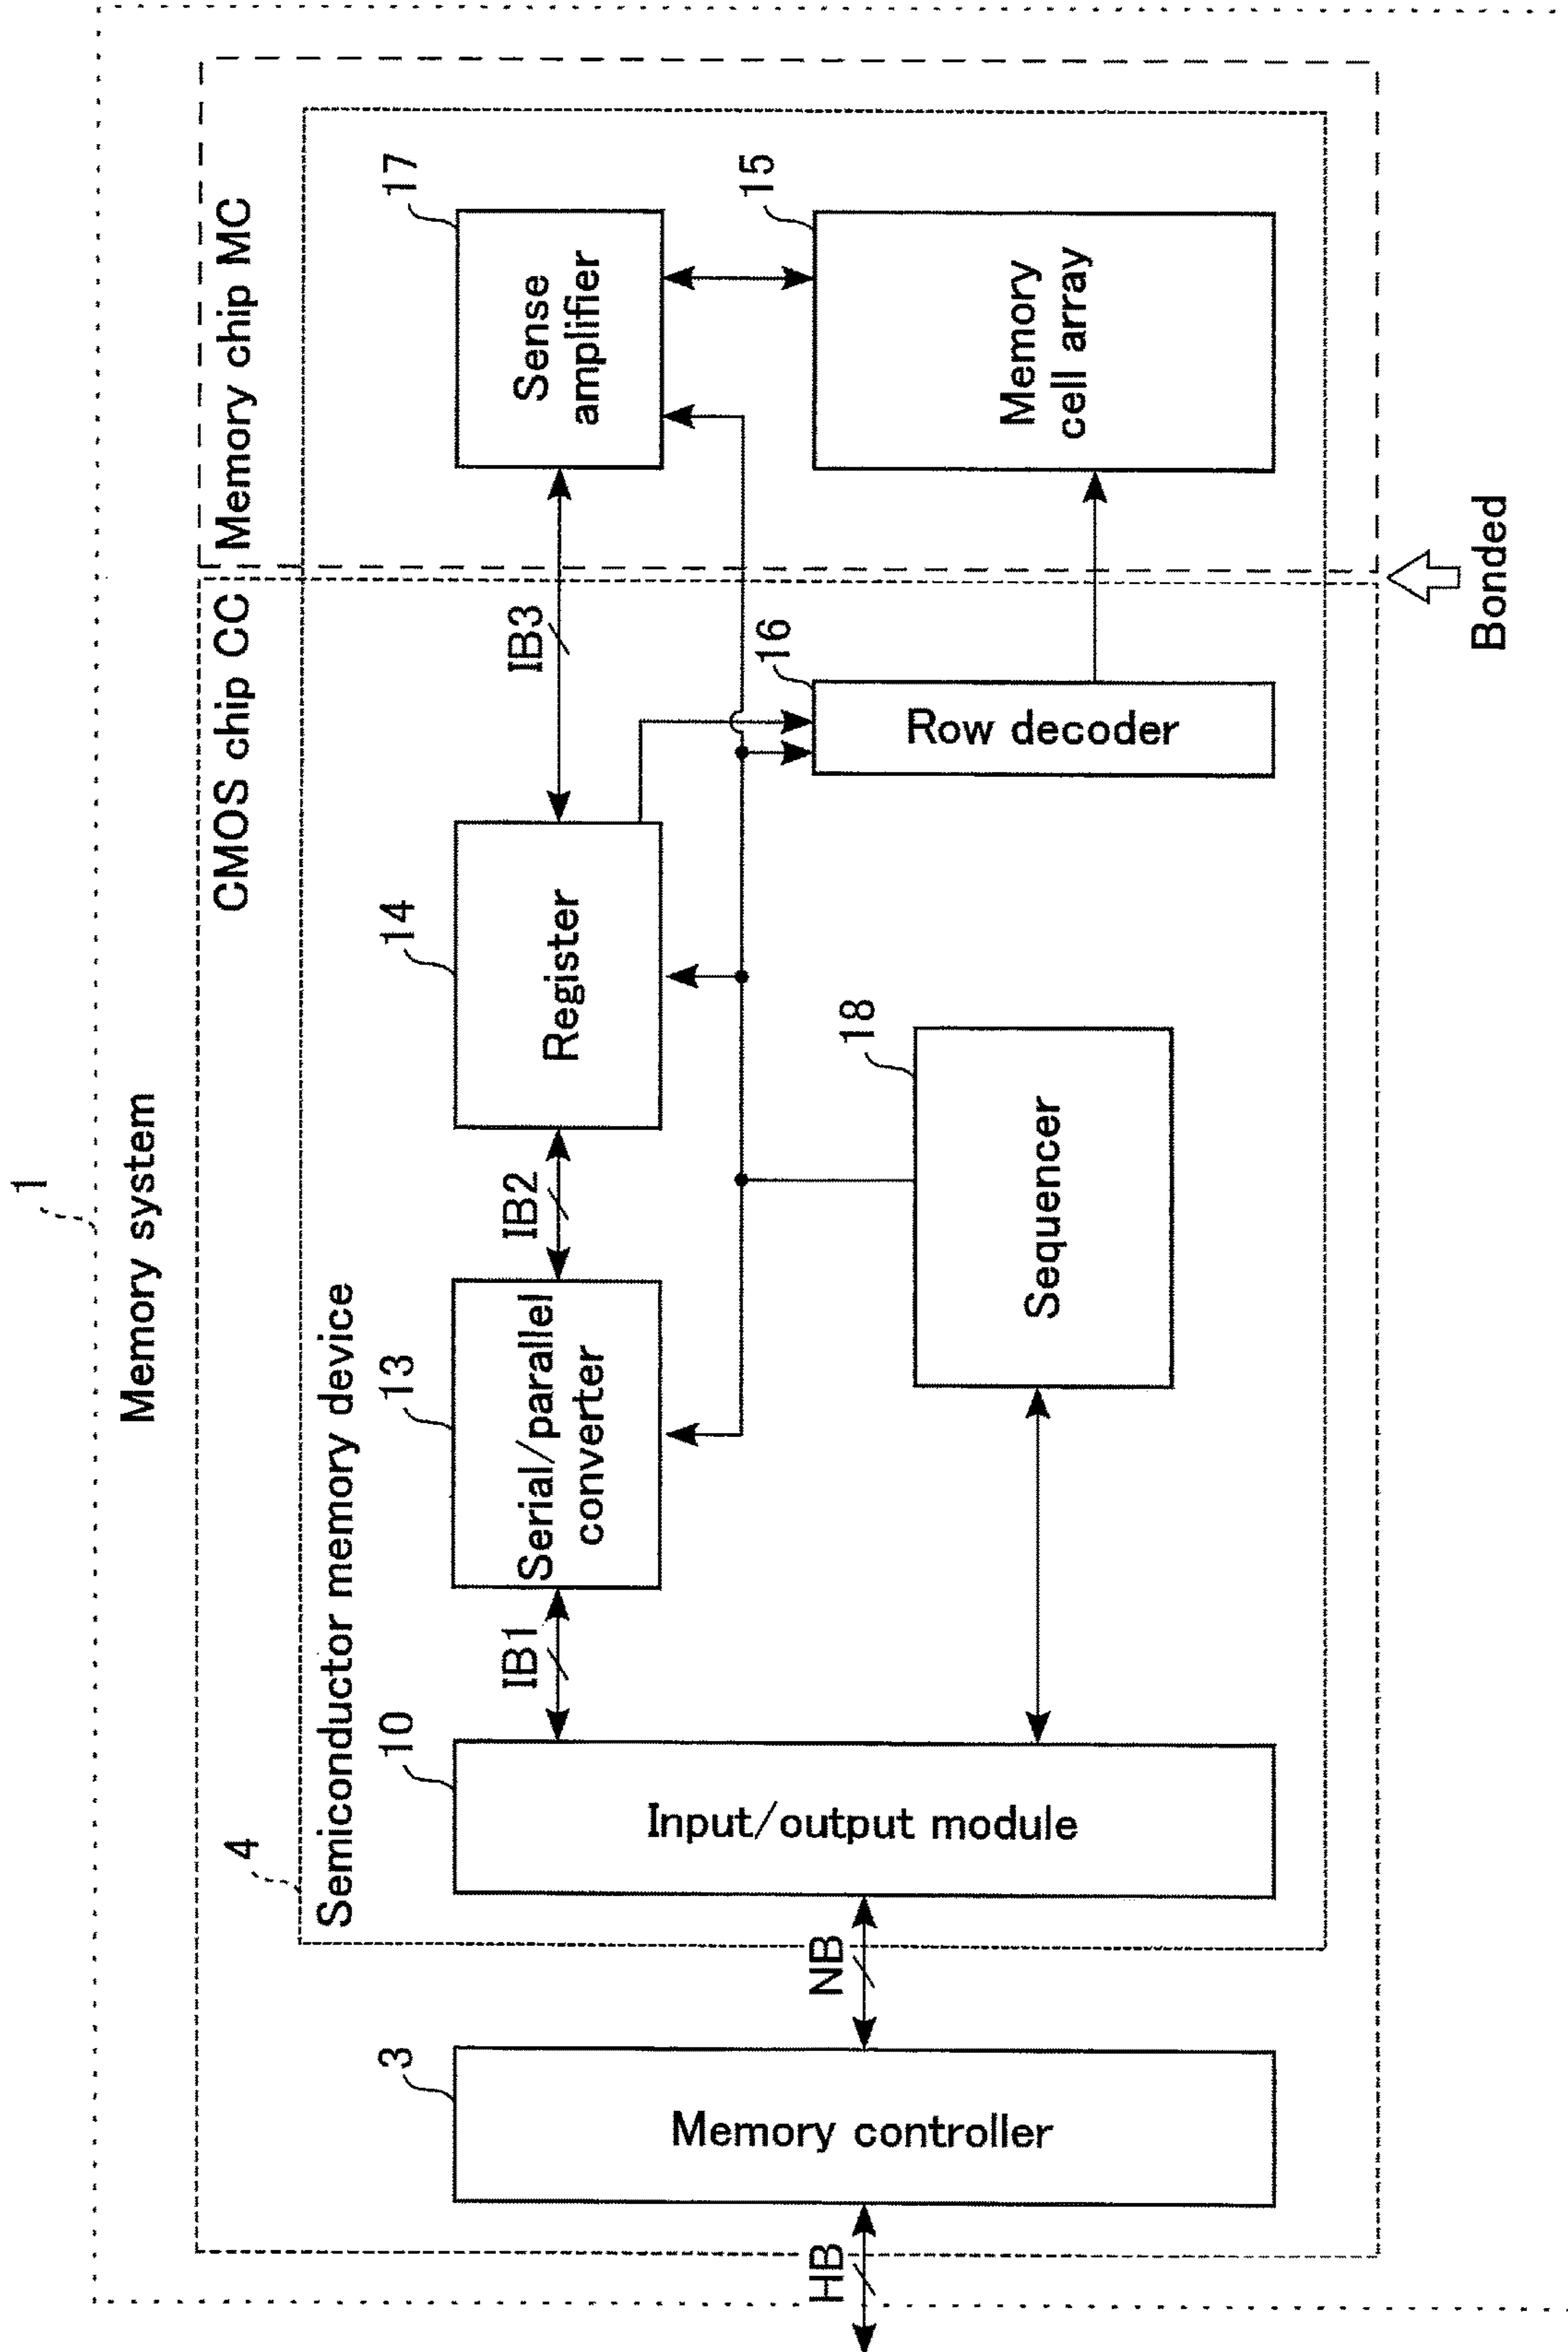 1
Memory system
CMOS chip CC
Memory chip MC
4
Semiconductor memory device
3
Memory controller
HB
NB
10
Input/output module
IB1
13
Serial/parallel
converter
IB2
14
Register
IB3
17
Sense
amplifier
18
Sequencer
16
Row decoder
15
Memory
cell array
Bonded